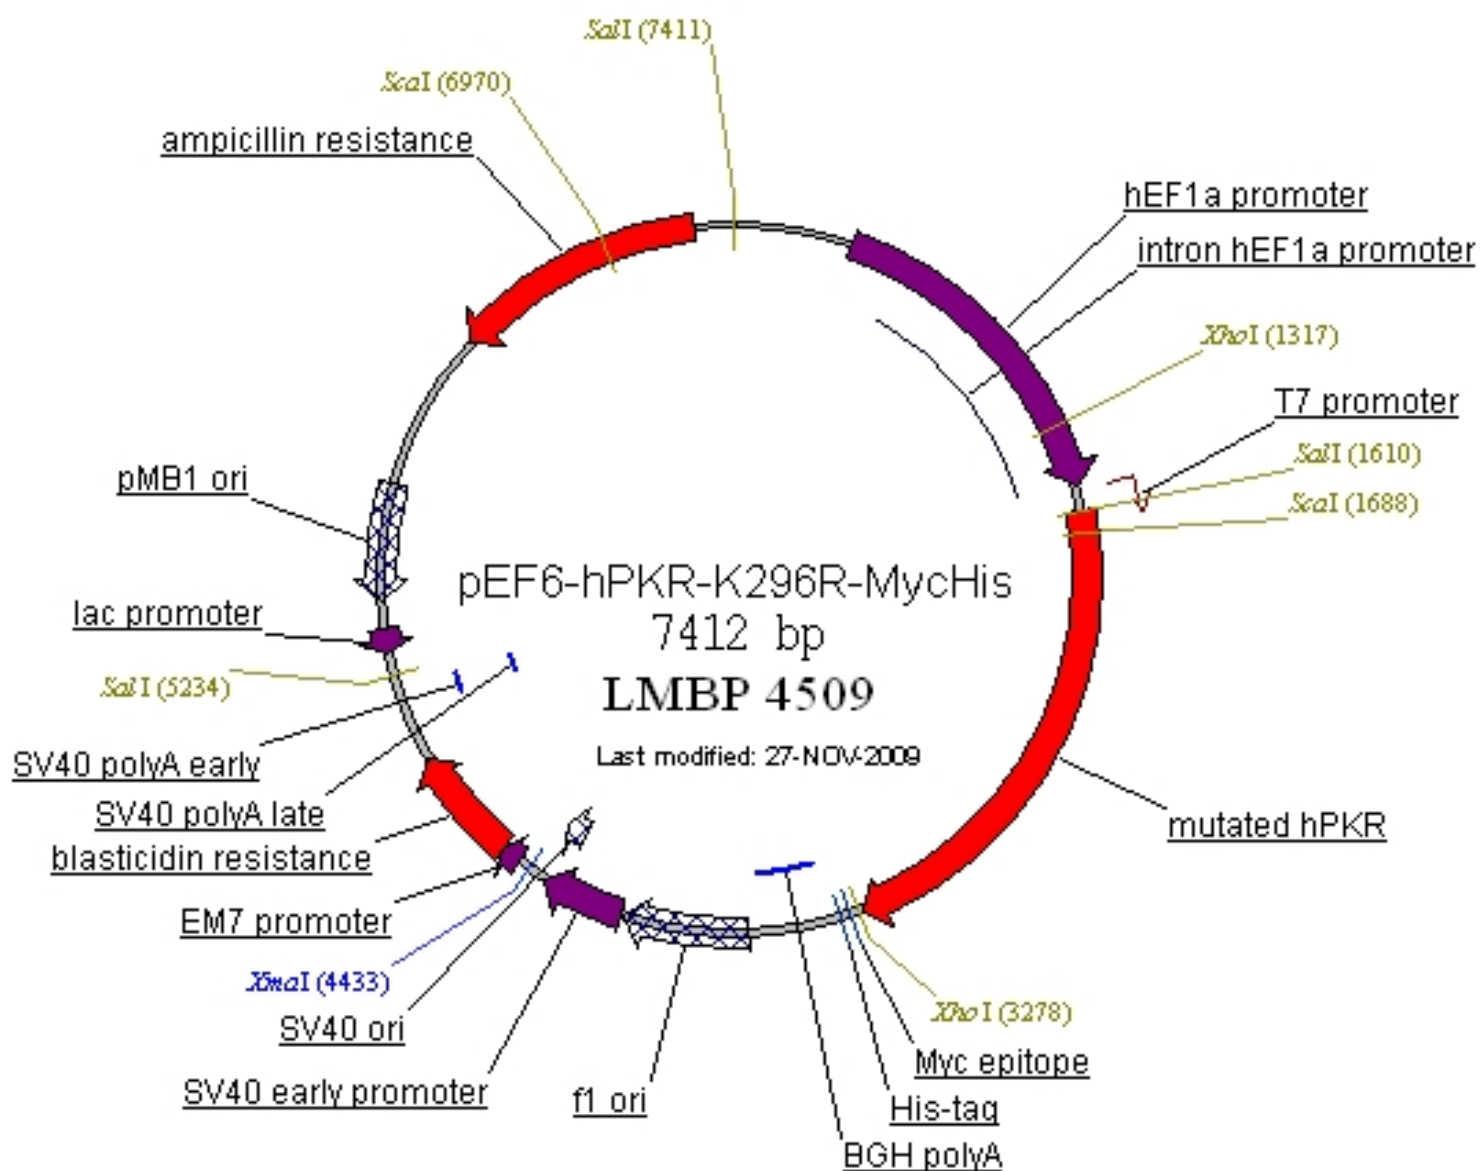 SalI (7411)
ScaI (6970)
ampicillin resistance
hEF1a promoter
intron hEF1a promoter
XhoI (1317)
T7 promoter
SalI (1610)
ScaI (1688)
pMB1 ori
pEF6-hPKR-K296R-MycHis
7412 bp
LMBP 4509
Last modified: 27-NOV-2009
lac promoter
SalI (5234)
SV40 polyA early
SV40 polyA late
blasticidin resistance
mutated hPKR
EM7 promoter
XmaI (4433)
SV40 ori
XhoI (3278)
Myc epitope
SV40 early promoter
f1 ori
His-tag
BGH polyA